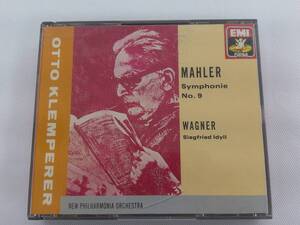 OTTO KLEMPERER
MAHLER
Symphonie
No. 9
WAGNER
Siegfried Idyll
NEW PHILHARMONIA ORCHESTRA
EMI